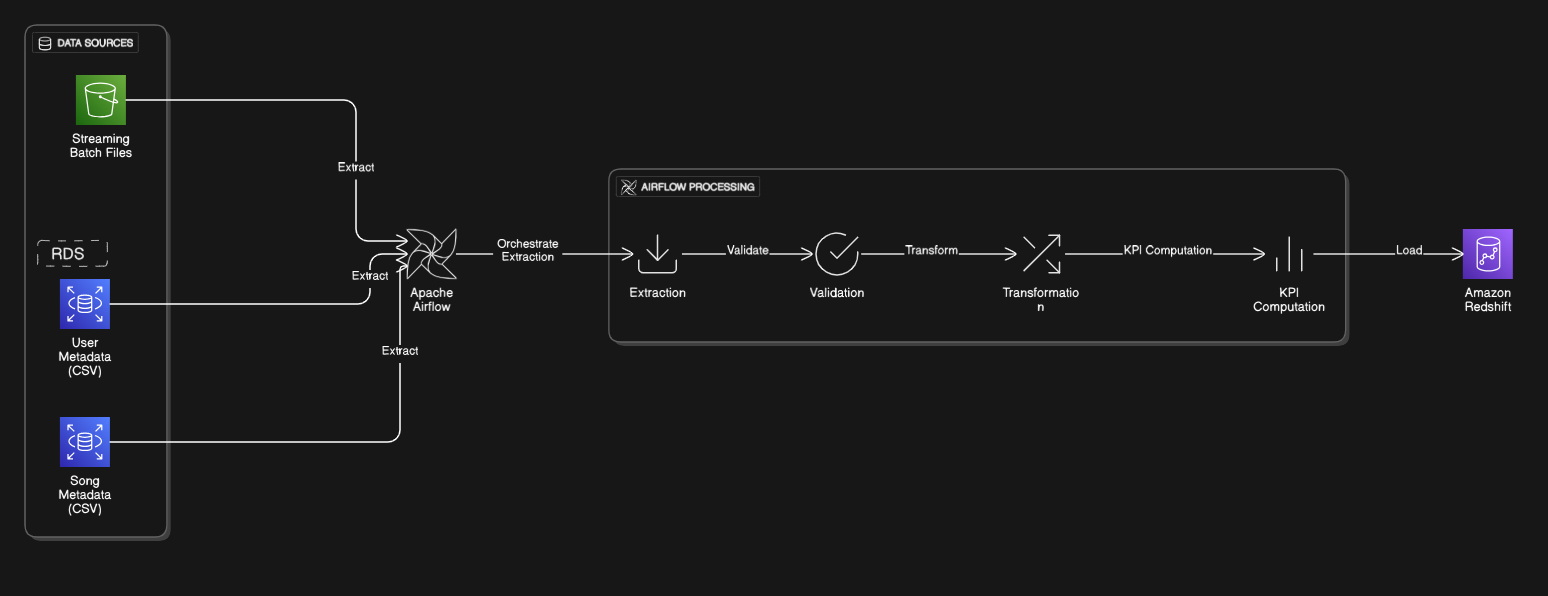 DATA SOURCES
Streaming
Batch Files
RDS
User
Metadata
(CSV)
Song
Metadata
(CSV)
Extract
Extract
Extract
Apache
Airflow
Orchestrate
Extraction
AIRFLOW PROCESSING
Extraction
Validate
Validation
Transform
Transformatio
n
KPI Computation
KPI
Computation
Load
Amazon
Redshift